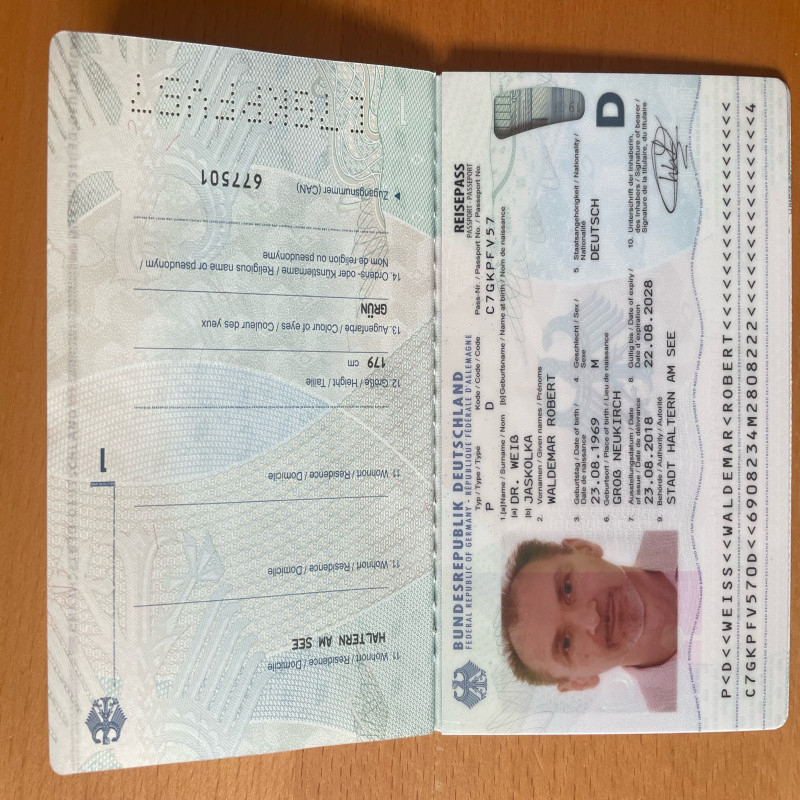 BUNDESREPUBLIK DEUTSCHLAND
FEDERAL REPUBLIC OF GERMANY · RÉPUBLIQUE FÉDÉRALE D'ALLEMAGNE
REISEPASS
PASSPORT PASSEPORT
Typ / Type / Type Kode / Code / Code Pass-Nr. / Passport No. / Passeport No.
P D C7GKPFV57
1.[a]Name / Surname / Nom [b]Geburtsname / Name at birth / Nom de naissance
[a] DR. WEIß
[b] JASKOLKA
2. Vornamen / Given names / Prénoms
WALDEMAR ROBERT
3. Geburtstag / Date of birth / Date de naissance
23.08.1969
4. Geschlecht / Sex / Sexe
M
5. Staatsangehörigkeit / Nationality / Nationalité
DEUTSCH
6. Geburtsort / Place of birth / Lieu de naissance
GROß NEUKIRCH
7. Ausstellungsdatum / Date of issue / Date de délivrance
23.08.2018
8. Gültig bis / Date of expiry / Date d'expiration
22.08.2028
9. Behörde / Authority / Autorité
STADT HALTERN AM SEE
10. Unterschrift der Inhaberin, des Inhabers / Signature of bearer / Signature de la titulaire, du titulaire
D
P<D<<WEISS<<WALDEMAR<ROBERT<<<<<<<<<<<<<<<<<
C7GKPFV570D<<6908234M2808222<<<<<<<<<<<<<<<4
11. Wohnort / Residence / Domicile
HALTERN AM SEE
11. Wohnort / Residence / Domicile
11. Wohnort / Residence / Domicile
12. Größe / Height / Taille
179 cm
13. Augenfarbe / Colour of eyes / Couleur des yeux
GRÜN
14. Ordens- oder Künstlername / Religious name or pseudonym / Nom de religion ou pseudonyme
Zugangsnummer (CAN)
677501
1